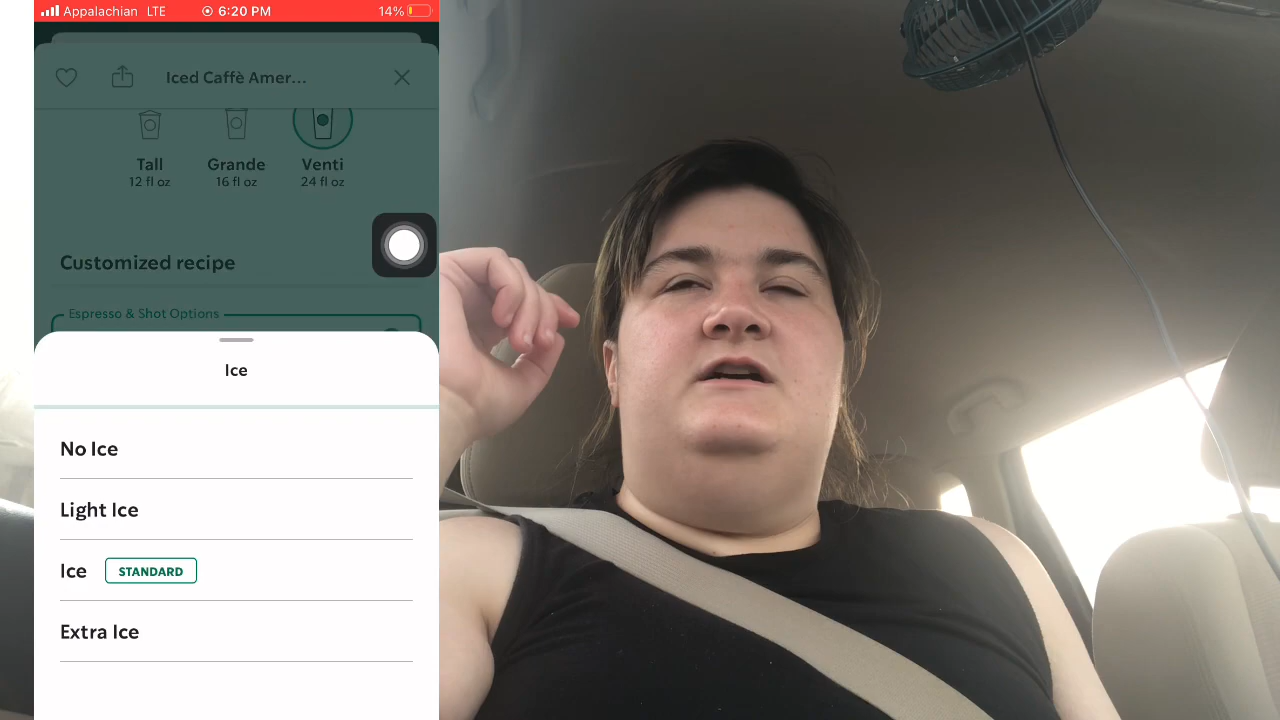 Appalachian LTE 6:20 PM 14%
Iced Caffè Amer...
Tall Grande Venti
12 fl oz 16 fl oz 24 fl oz
Customized recipe
Espresso & Shot Options
Ice
No Ice
Light Ice
Ice STANDARD
Extra Ice